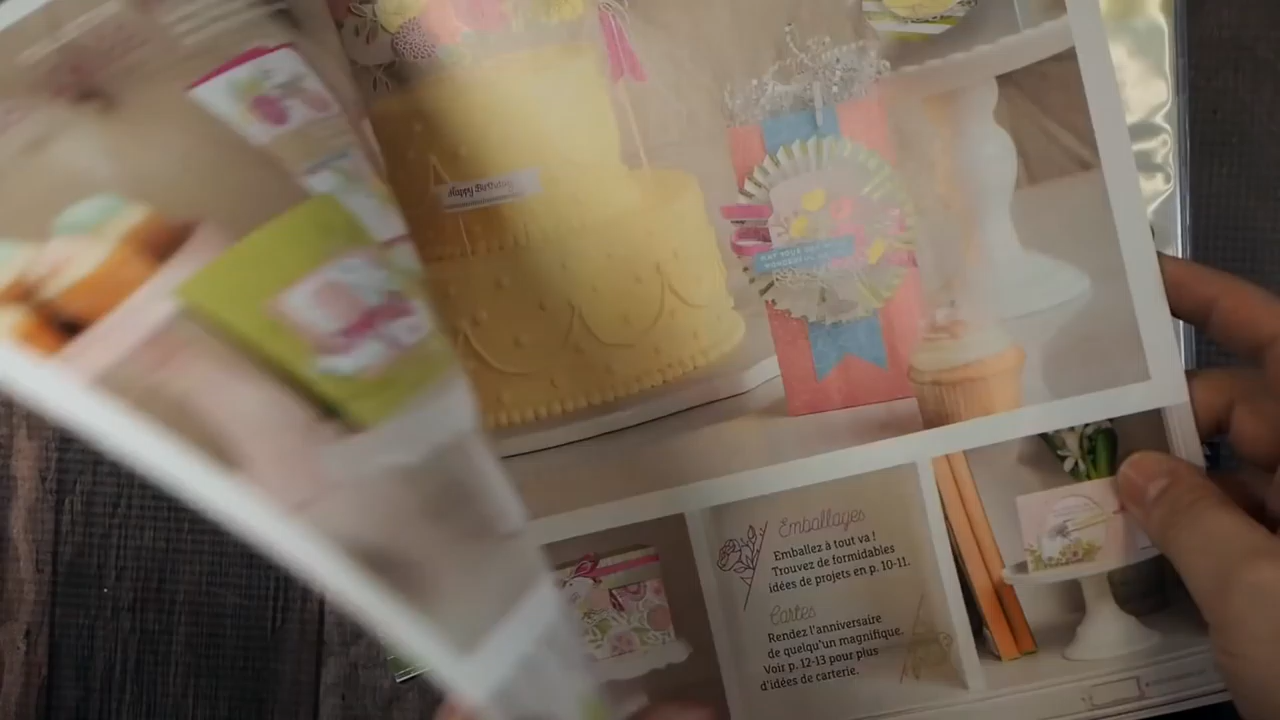 Happy Birthday
Emballages
Emballez à tout va !
Trouvez de formidables
idées de projets en p. 10-11.
Cartes
Rendez l'anniversaire
de quelqu'un magnifique.
Voir p. 12-13 pour plus
d'idées de carterie.